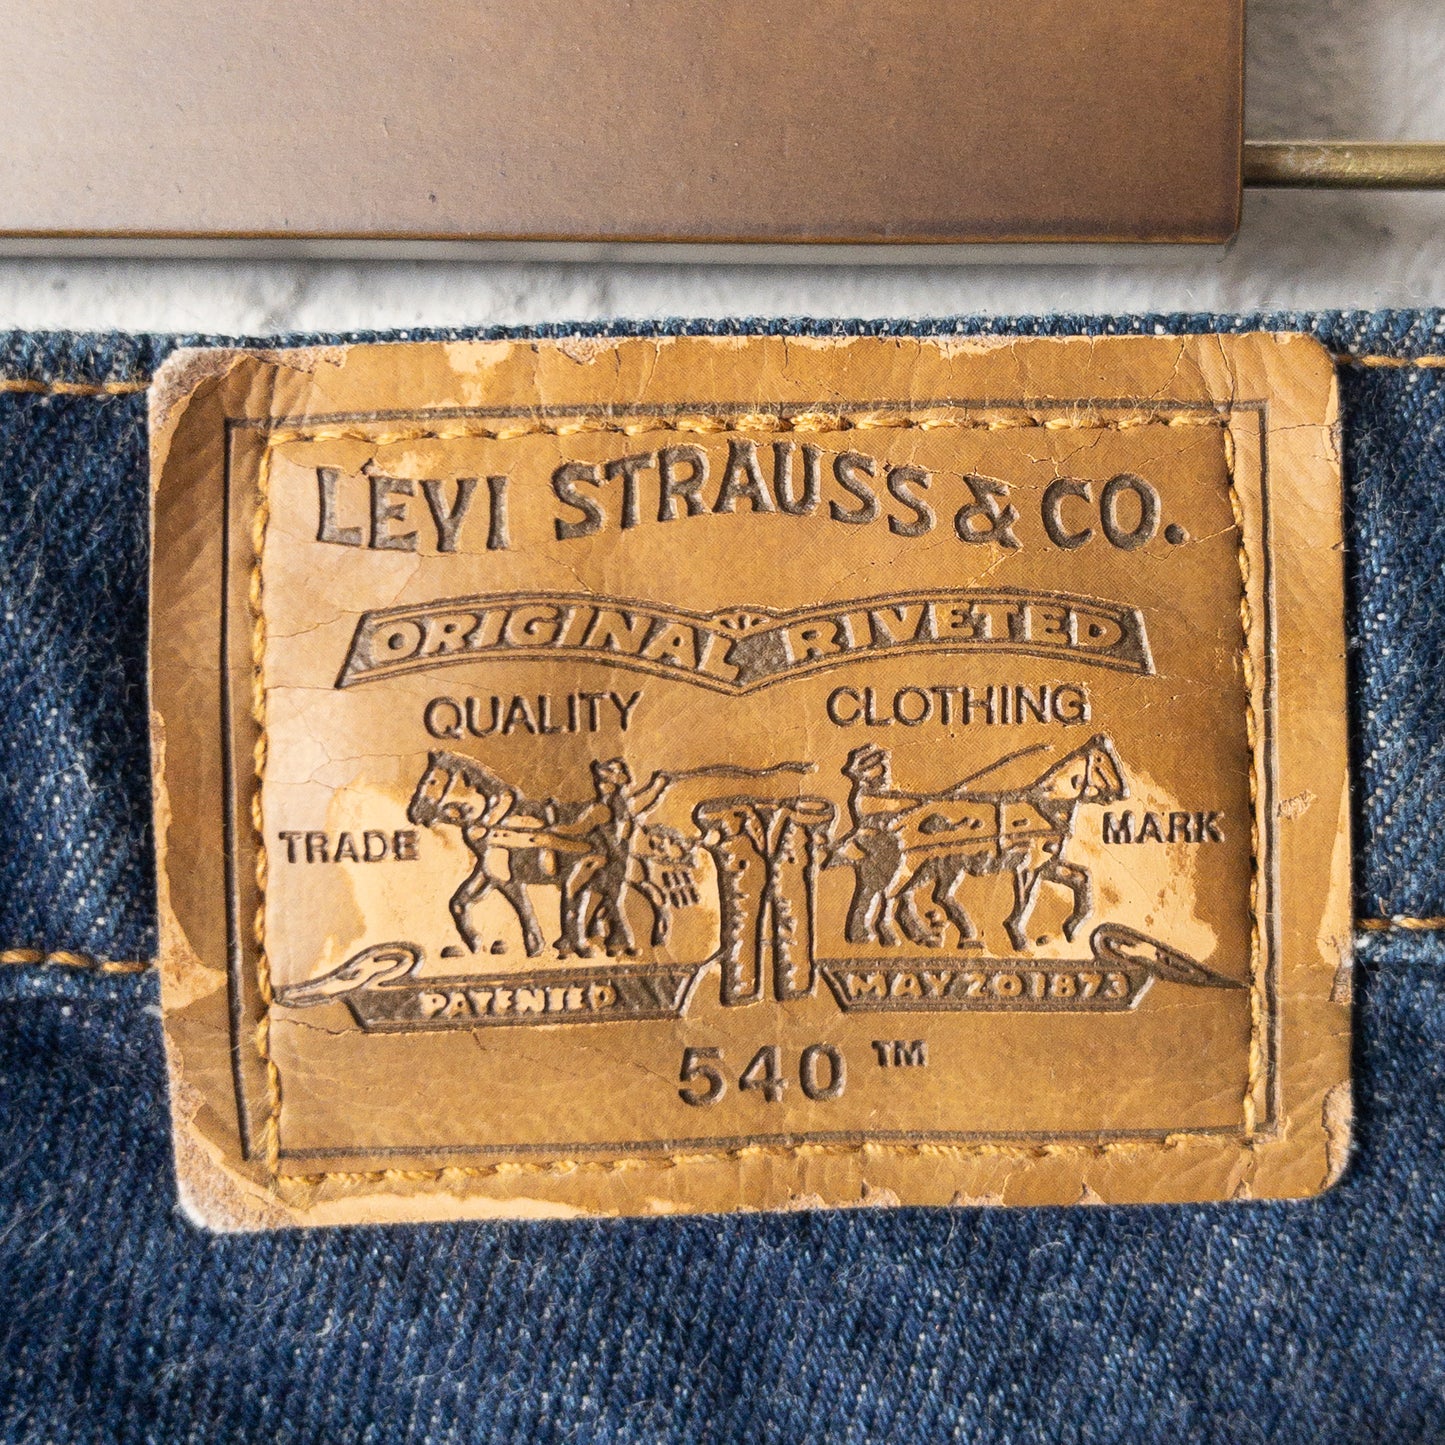 LEVI STRAUSS & CO.
ORIGINAL RIVETED
QUALITY CLOTHING
TRADE MARK
PATENTED MAY 20 1873
540 ™